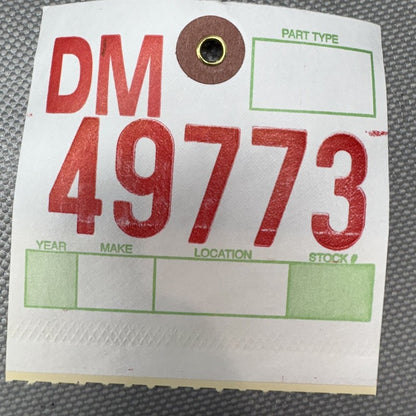 PART TYPE
DM
49773
YEAR MAKE LOCATION STOCK #